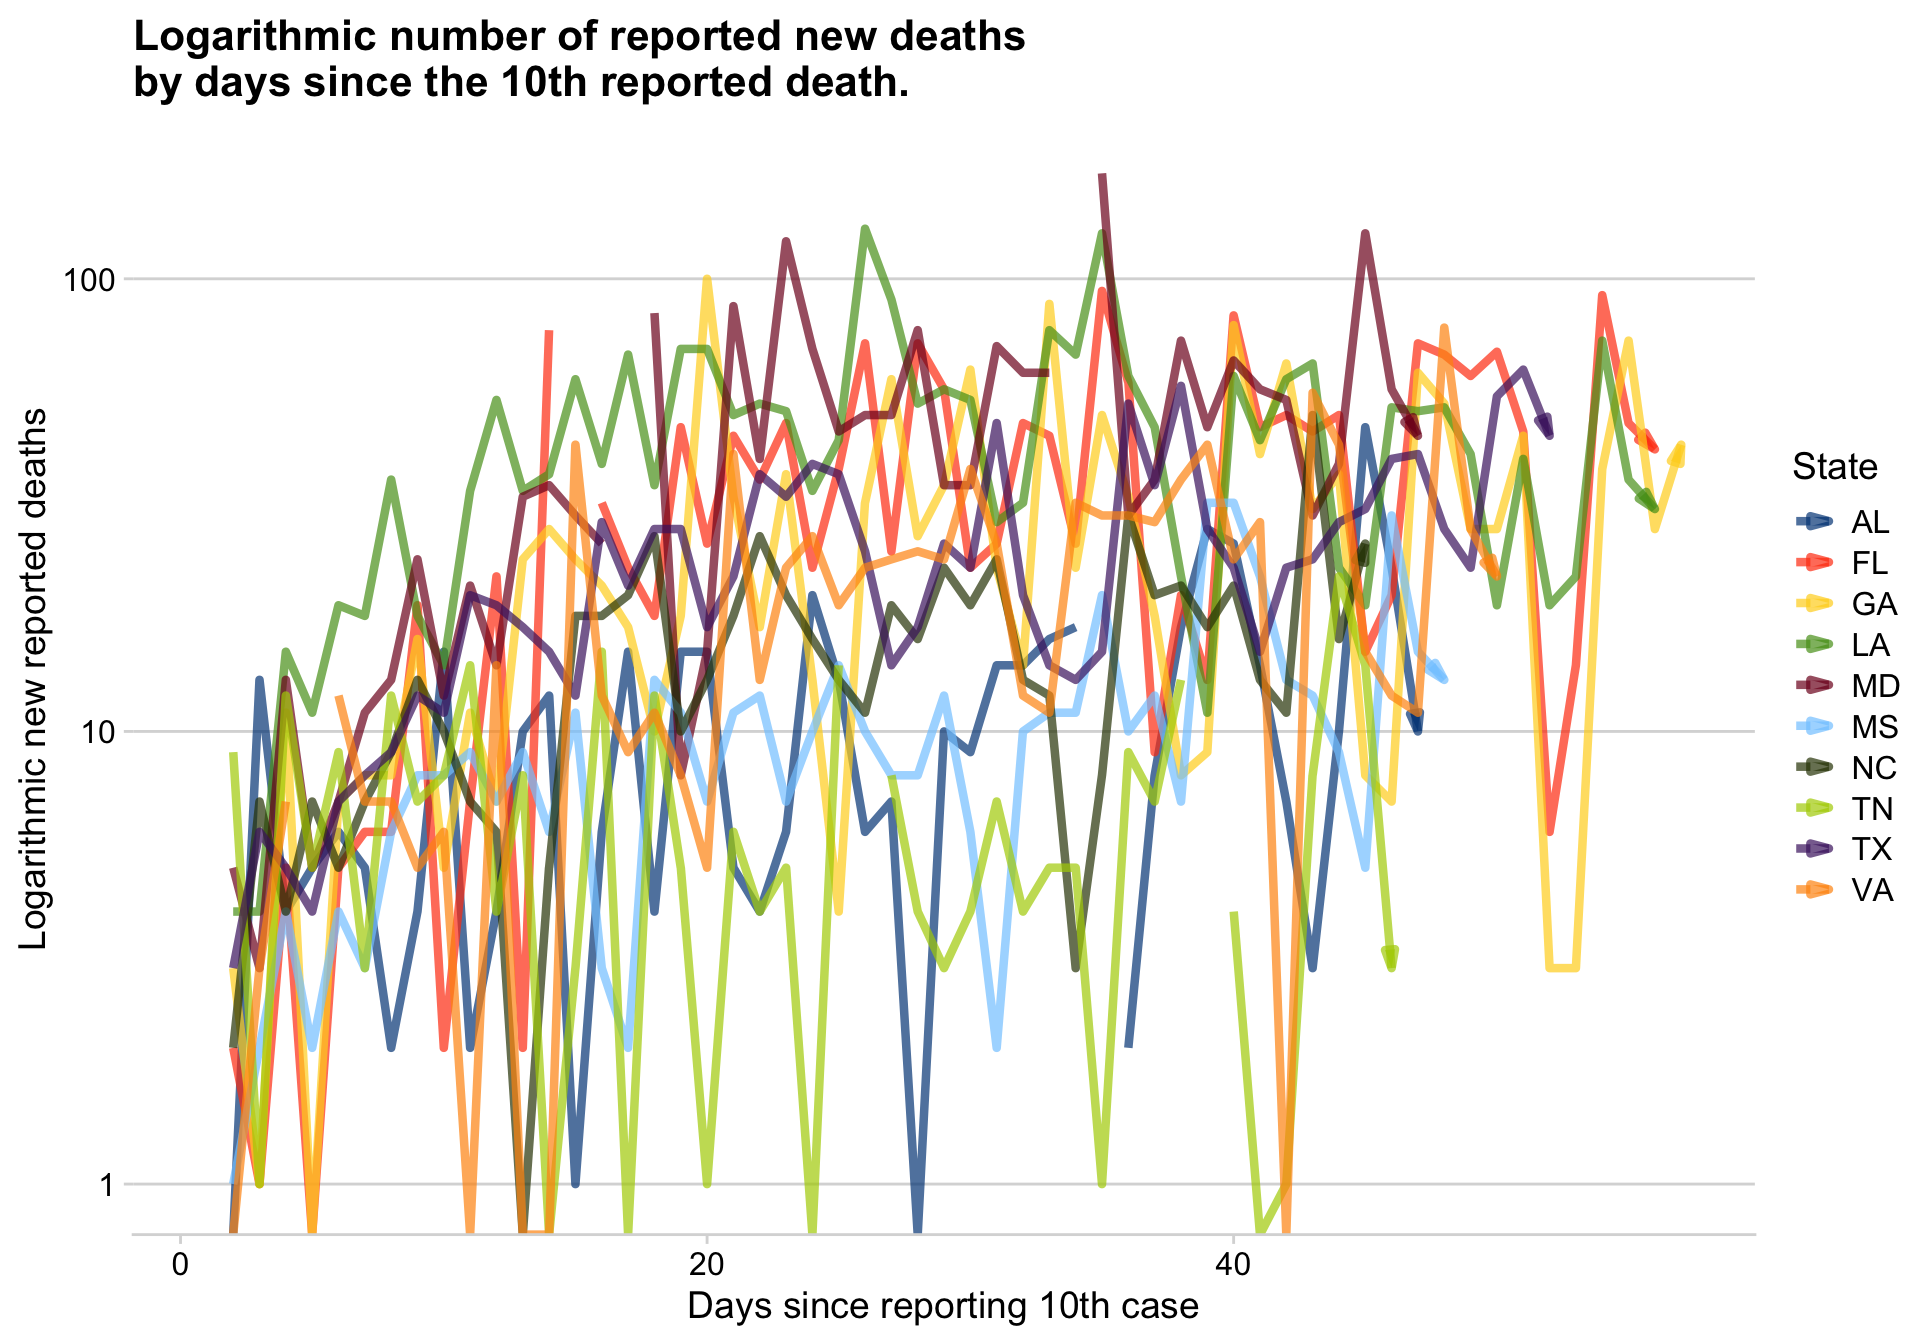 Logarithmic number of reported new deaths
by days since the 10th reported death.
Logarithmic new reported deaths
100
10
1
0
20
40
Days since reporting 10th case
State
AL
FL
GA
LA
MD
MS
NC
TN
TX
VA